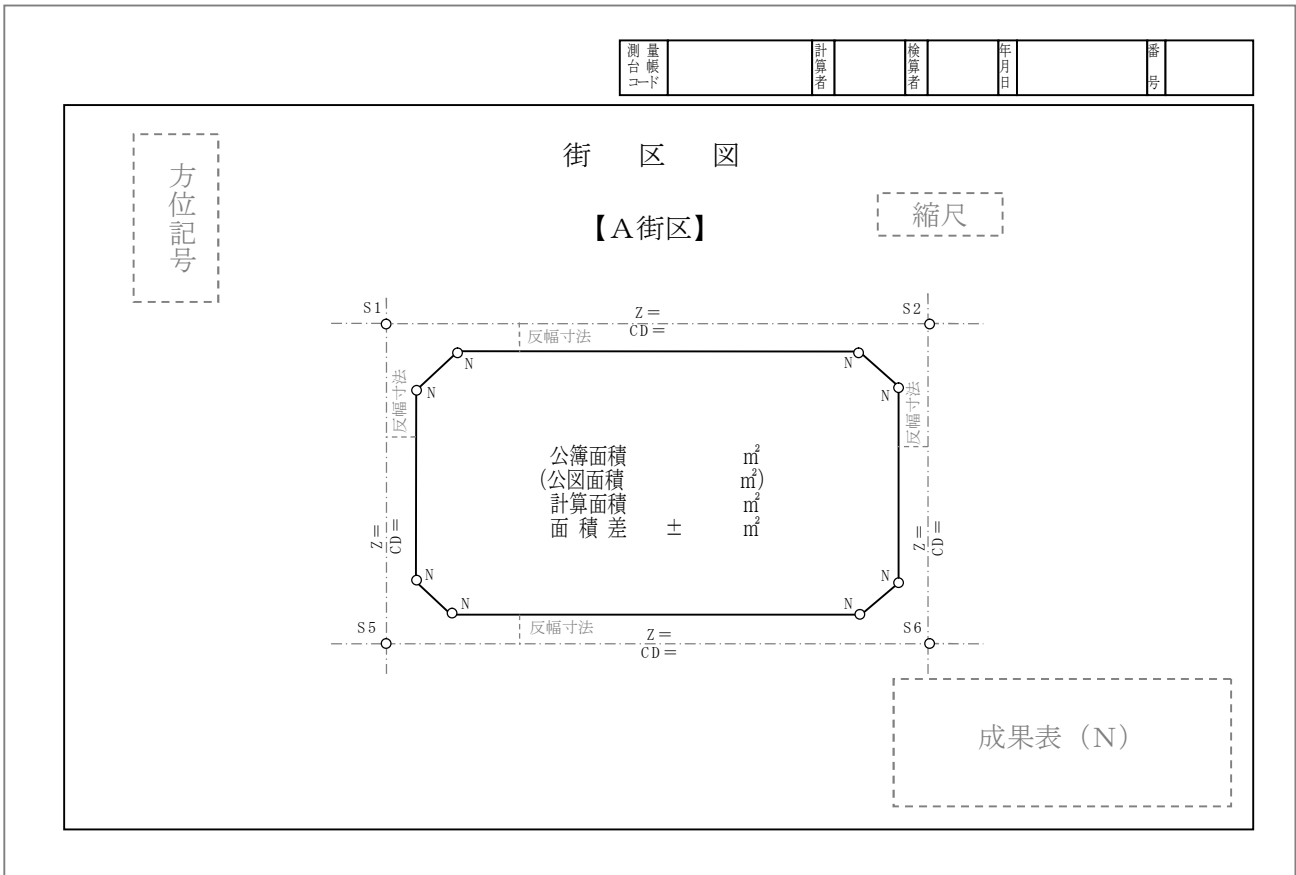 測量台帳コード
計算者
検算者
年月日
番号
街区図
方位記号
縮尺
【A街区】
S1
Z=
CD=
S2
反幅寸法
N
N
N
N
反幅寸法
反幅寸法
公簿面積 ㎡
(公図面積 ㎡)
計算面積 ㎡
面積差 ± ㎡
Z=
CD=
Z=
CD=
N
N
N
N
S5
反幅寸法
Z=
CD=
S6
成果表（N）